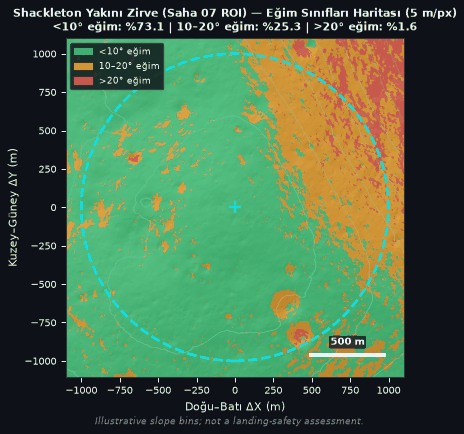 Shackleton Yakını Zirve (Saha 07 ROI) — Eğim Sınıfları Haritası (5 m/px)
<10° eğim: %73.1 | 10–20° eğim: %25.3 | >20° eğim: %1.6
<10° eğim
10–20° eğim
>20° eğim
1000
750
500
250
0
−250
−500
−750
−1000
Kuzey–Güney ΔY (m)
500 m
−1000 −750 −500 −250 0 250 500 750 1000
Doğu–Batı ΔX (m)
Illustrative slope bins; not a landing-safety assessment.